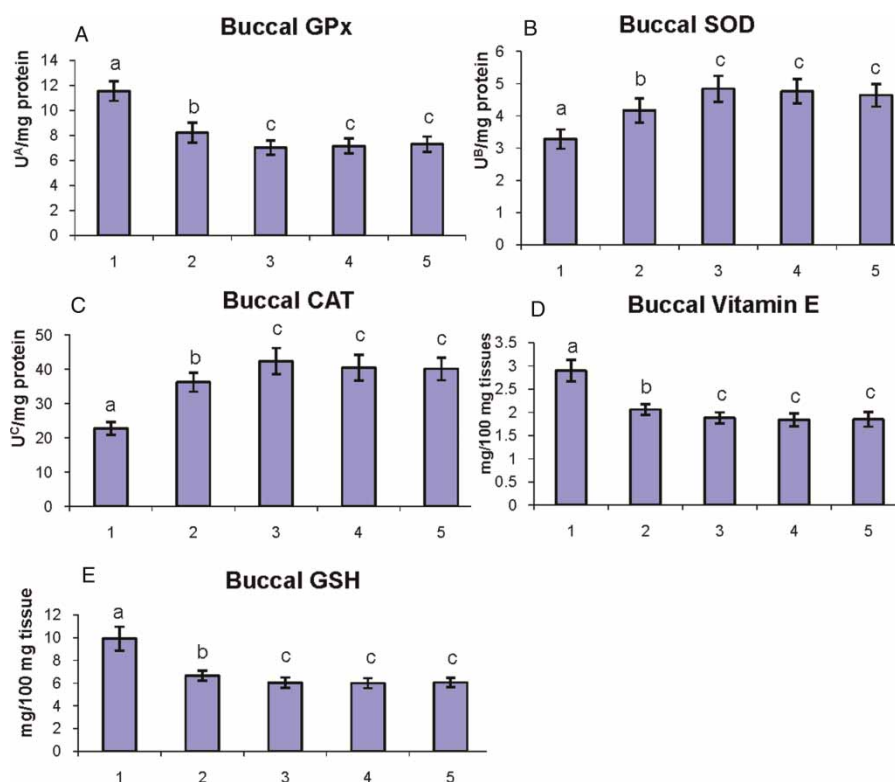 A
Buccal GPx
U^A/mg protein
14
12
10
8
6
4
2
0
a
b
c
c
c
1 2 3 4 5
B
Buccal SOD
U^B/mg protein
6
5
4
3
2
1
0
a
b
c
c
c
1 2 3 4 5
C
Buccal CAT
U^C/mg protein
50
40
30
20
10
0
a
b
c
c
c
1 2 3 4 5
D
Buccal Vitamin E
mg/100 mg tissues
3.5
3
2.5
2
1.5
1
0.5
0
a
b
c
c
c
1 2 3 4 5
E
Buccal GSH
mg/100 mg tissue
12
10
8
6
4
2
0
a
b
c
c
c
1 2 3 4 5